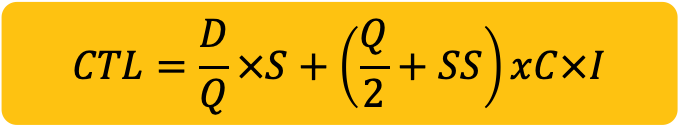 CTL = D/Q ×S + (Q/2 + SS) xC×I